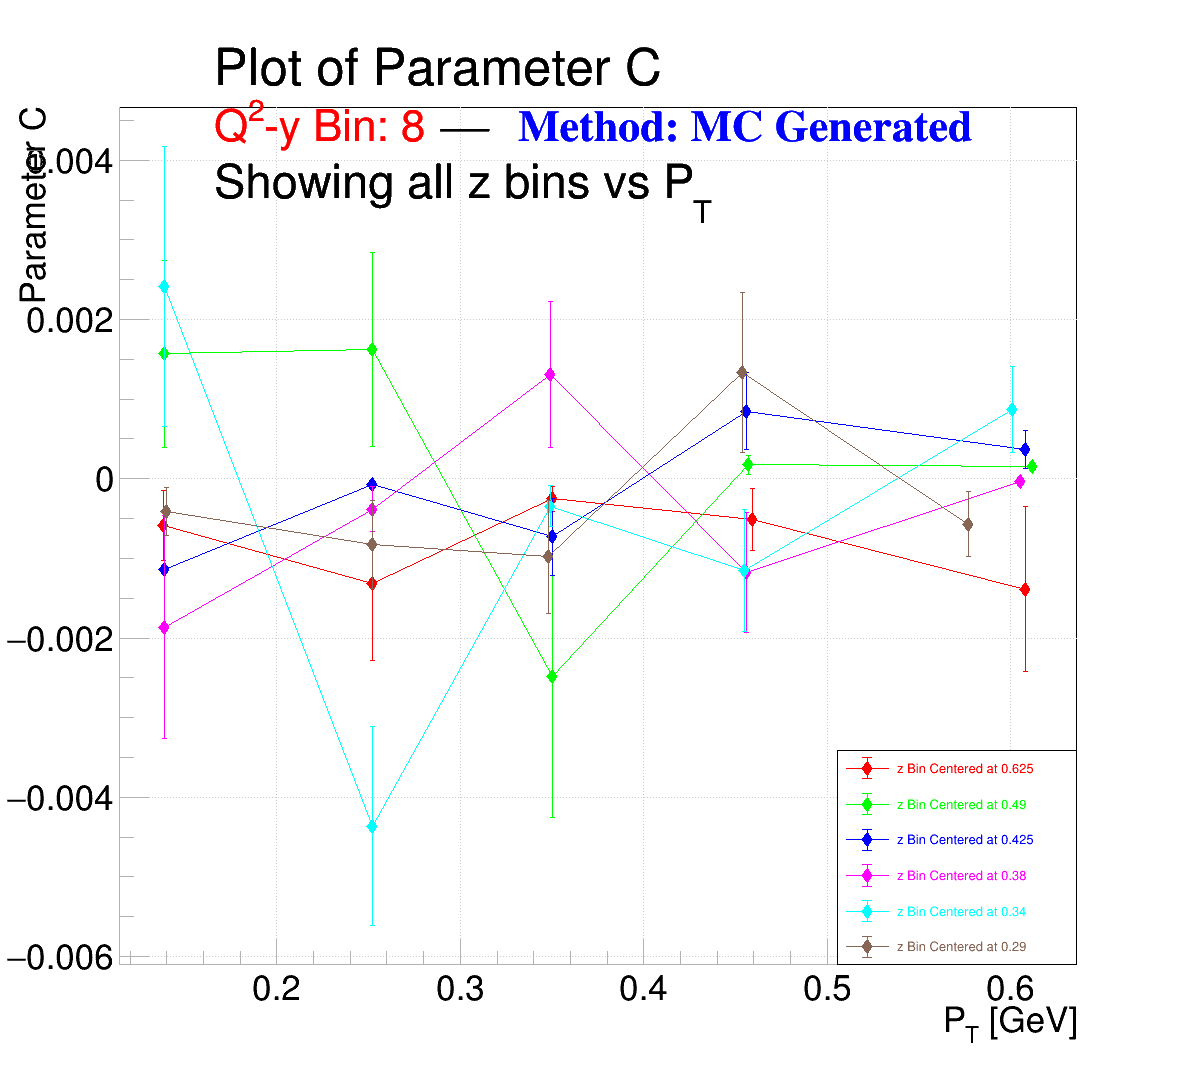 Plot of Parameter C
Q²-y Bin: 8 — Method: MC Generated
Showing all z bins vs P_T
Parameter C
0.004
0.002
0
−0.002
−0.004
−0.006
z Bin Centered at 0.625
z Bin Centered at 0.49
z Bin Centered at 0.425
z Bin Centered at 0.38
z Bin Centered at 0.34
z Bin Centered at 0.29
0.2 0.3 0.4 0.5 0.6
P_T [GeV]